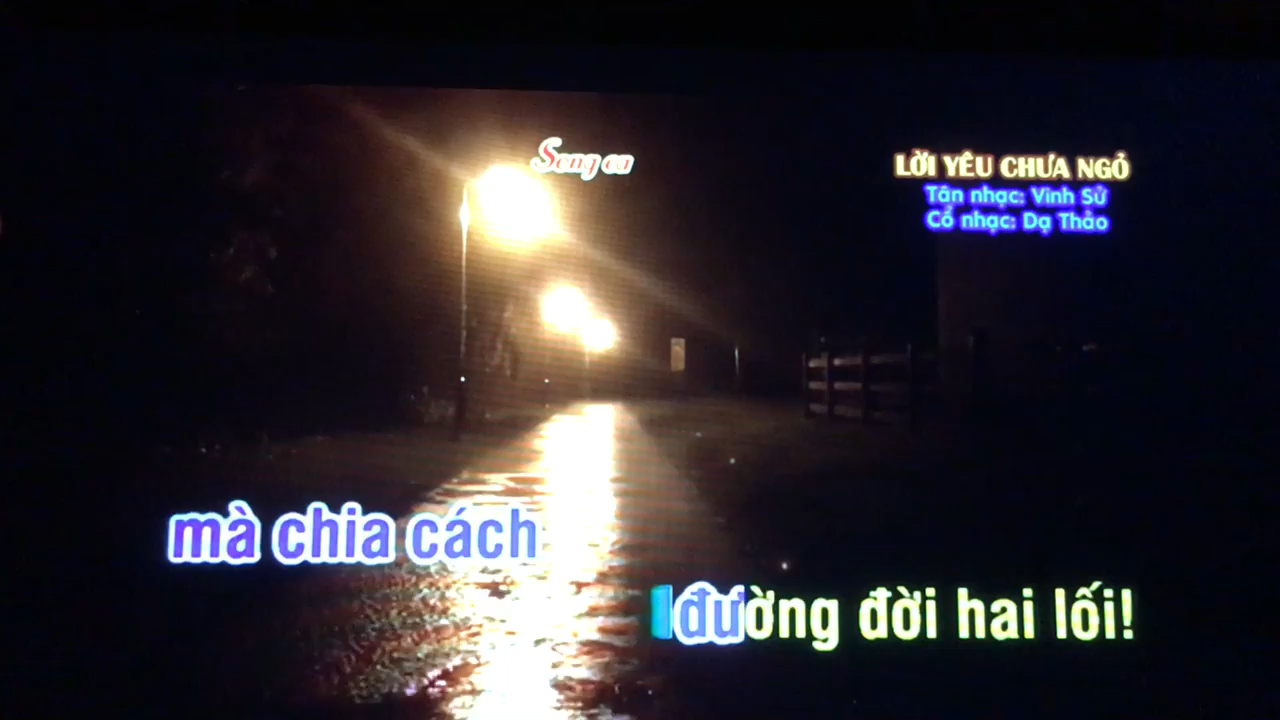 Song ca
LỜI YÊU CHƯA NGỎ
Tân nhạc: Vinh Sử
Cổ nhạc: Dạ Thảo
mà chia cách
đường đời hai lối!